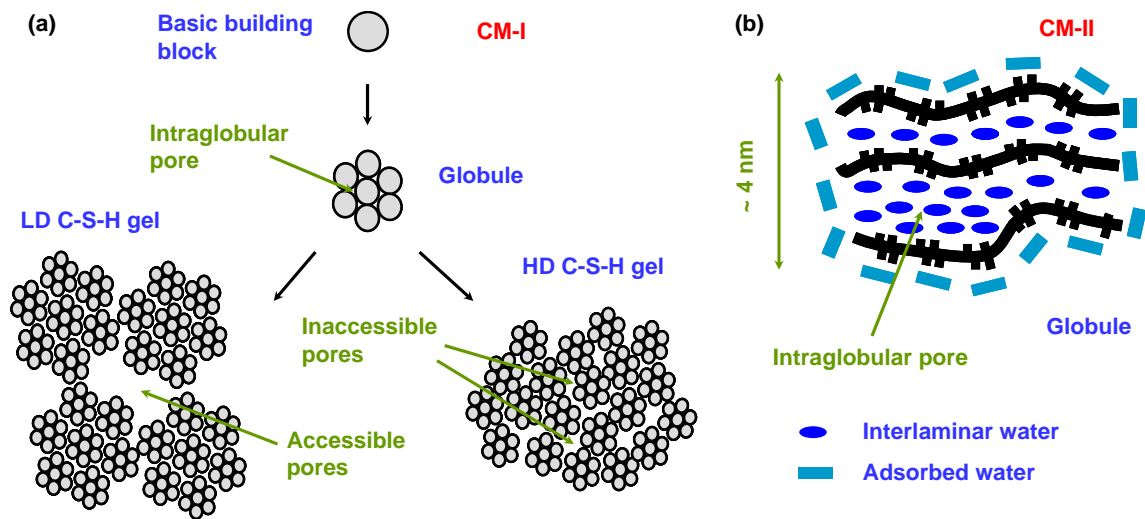 (a)
Basic building
block
CM-I
Intraglobular
pore
Globule
LD C-S-H gel
HD C-S-H gel
Inaccessible
pores
Accessible
pores
(b)
CM-II
~ 4 nm
Globule
Intraglobular pore
Interlaminar water
Adsorbed water